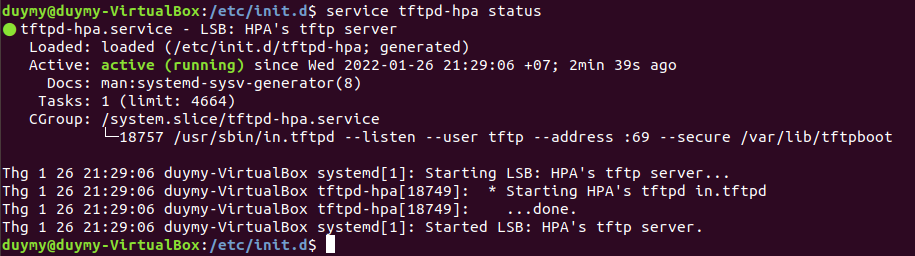 duymy@duymy-VirtualBox:/etc/init.d$ service tftpd-hpa status
● tftpd-hpa.service - LSB: HPA's tftp server
   Loaded: loaded (/etc/init.d/tftpd-hpa; generated)
   Active: active (running) since Wed 2022-01-26 21:29:06 +07; 2min 39s ago
     Docs: man:systemd-sysv-generator(8)
    Tasks: 1 (limit: 4664)
   CGroup: /system.slice/tftpd-hpa.service
           └─18757 /usr/sbin/in.tftpd --listen --user tftp --address :69 --secure /var/lib/tftpboot

Thg 1 26 21:29:06 duymy-VirtualBox systemd[1]: Starting LSB: HPA's tftp server...
Thg 1 26 21:29:06 duymy-VirtualBox tftpd-hpa[18749]:  * Starting HPA's tftpd in.tftpd
Thg 1 26 21:29:06 duymy-VirtualBox tftpd-hpa[18749]:    ...done.
Thg 1 26 21:29:06 duymy-VirtualBox systemd[1]: Started LSB: HPA's tftp server.
duymy@duymy-VirtualBox:/etc/init.d$